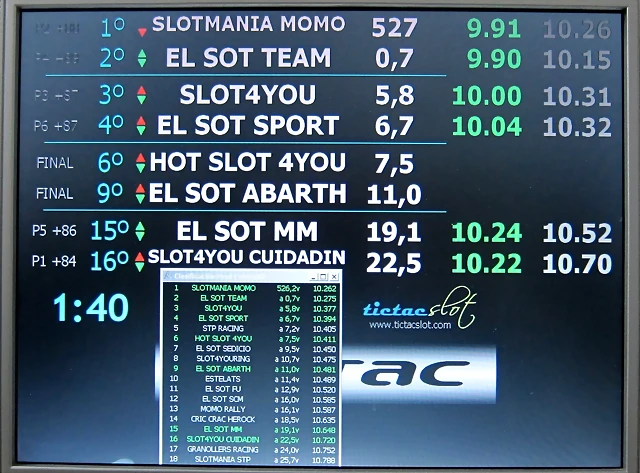 1º SLOTMANIA MOMO 527 9.91 10.26
2º EL SOT TEAM 0,7 9.90 10.15
P3 +87 3º SLOT4YOU 5,8 10.00 10.31
P6 +87 4º EL SOT SPORT 6,7 10.04 10.32
FINAL 6º HOT SLOT 4YOU 7,5
FINAL 9º EL SOT ABARTH 11,0
P5 +86 15º EL SOT MM 19,1 10.24 10.52
P1 +84 16º SLOT4YOU CUIDADIN 22,5 10.22 10.70
1:40
tictacslot
www.tictacslot.com
tac
1 SLOTMANIA MOMO 526,2v 10.262
2 EL SOT TEAM a 0,7v 10.275
3 SLOT4YOU a 5,8v 10.377
4 EL SOT SPORT a 6,7v 10.394
5 STP RACING a 7,2v 10.405
6 HOT SLOT 4YOU a 7,5v 10.411
7 EL SOT SEDICIO a 9,5v 10.450
8 SLOT4YOURING a 10,7v 10.475
9 EL SOT ABARTH a 11,0v 10.481
10 ESTELATS a 11,4v 10.489
11 EL SOT FU a 12,9v 10.520
12 EL SOT SCM a 16,0v 10.585
13 MOMO RALLY a 16,1v 10.587
14 CRIC CRAC HEROCK a 18,5v 10.635
15 EL SOT MM a 19,1v 10.648
16 SLOT4YOU CUIDADIN a 22,5v 10.720
17 GRANOLLERS RACING a 24,0v 10.752
18 SLOTMANIA STP a 25,7v 10.788